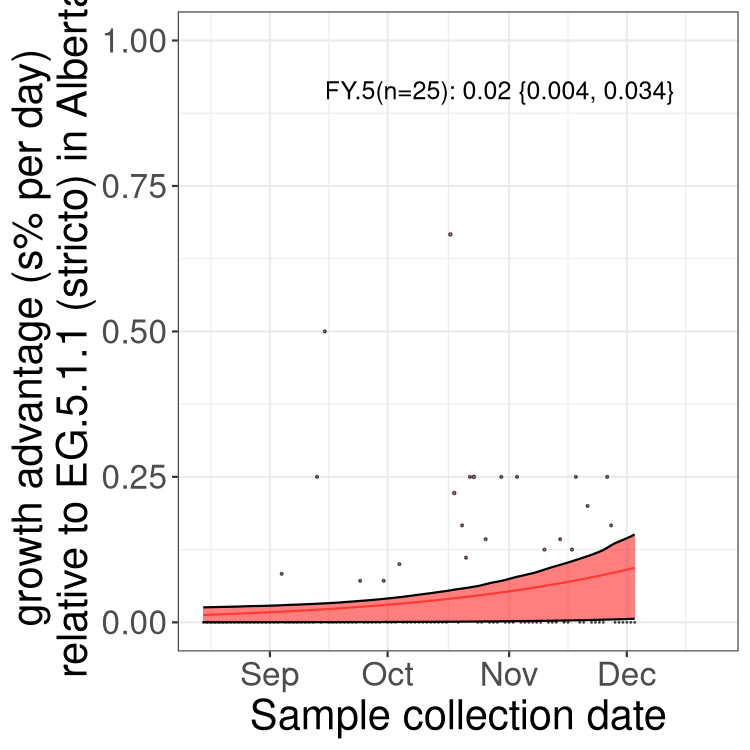 growth advantage (s% per day)
relative to EG.5.1.1 (stricto) in Alberta
1.00
0.75
0.50
0.25
0.00
FY.5(n=25): 0.02 {0.004, 0.034}
Sep Oct Nov Dec
Sample collection date